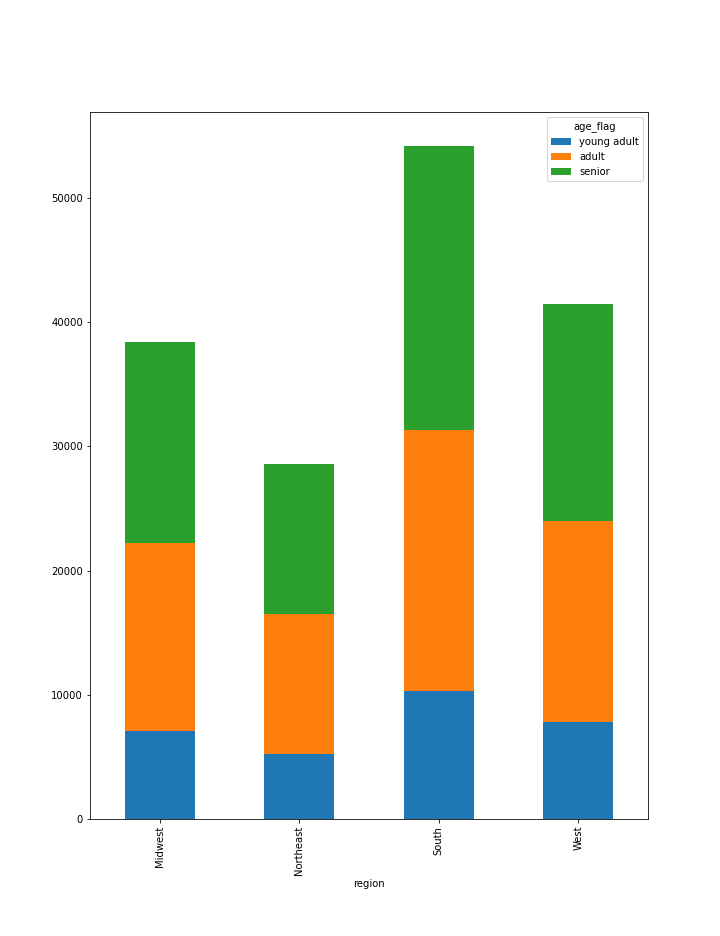 age_flag
young adult
adult
senior
50000
40000
30000
20000
10000
0
Midwest
Northeast
South
West
region